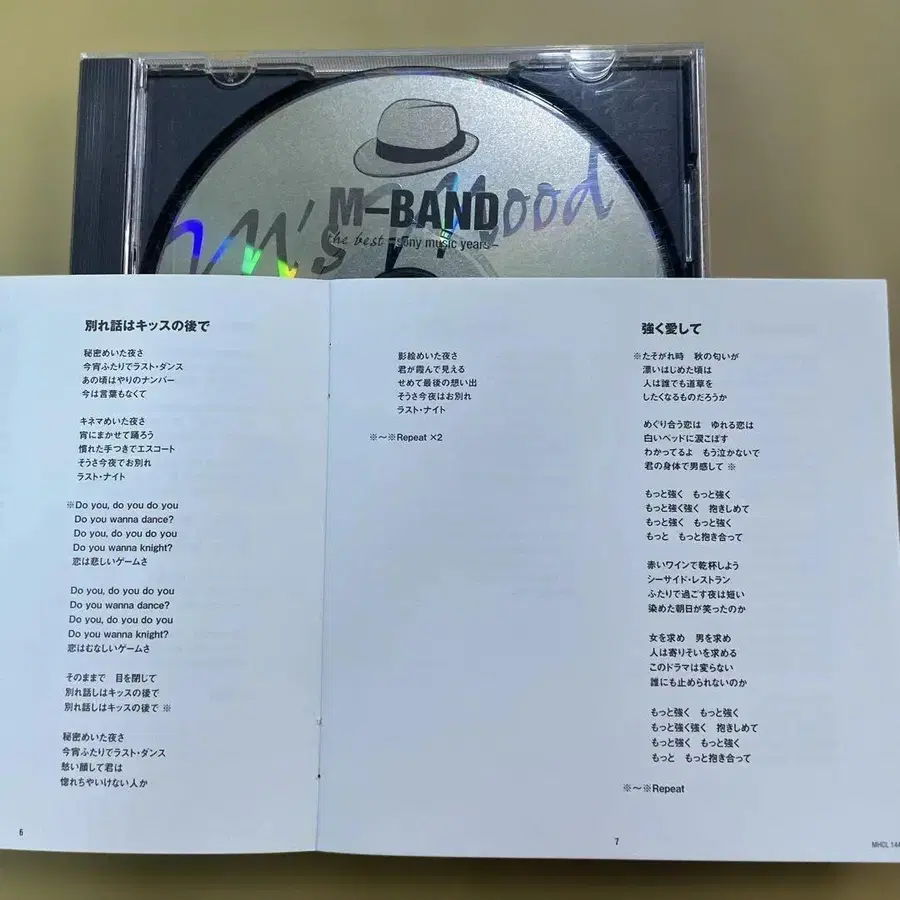 M's Mood
M-BAND
the best -sony music years-
別れ話はキッスの後で
秘密めいた夜さ
今宵ふたりでラスト・ダンス
あの頃はやりのナンバー
今は言葉もなくて
キネマめいた夜さ
宵にまかせて踊ろう
慣れた手つきでエスコート
そうさ今夜でお別れ
ラスト・ナイト
※Do you, do you do you
Do you wanna dance?
Do you, do you do you
Do you wanna knight?
恋は悲しいゲームさ
Do you, do you do you
Do you wanna dance?
Do you, do you do you
Do you wanna knight?
恋はむなしいゲームさ
そのままで 目を閉じて
別れ話しはキッスの後で
別れ話しはキッスの後で ※
秘密めいた夜さ
今宵ふたりでラスト・ダンス
愁い顔して君は
惚れちやいけない人か
6
影絵めいた夜さ
君が霞んで見える
せめて最後の想い出
そうさ今夜はお別れ
ラスト・ナイト
※〜※Repeat ×2
強く愛して
※たそがれ時 秋の匂いが
漂いはじめた頃は
人は誰でも道草を
したくなるものだろうか
めぐり合う恋は ゆれる恋は
白いベッドに涙こぼす
わかってるよ もう泣かないで
君の身体で男感して ※
もっと強く もっと強く
もっと強く強く 抱きしめて
もっと強く もっと強く
もっと もっと抱き合って
赤いワインで乾杯しよう
シーサイド・レストラン
ふたりで過ごす夜は短い
染めた朝日が笑ったのか
女を求め 男を求め
人は寄りそいを求める
このドラマは変らない
誰にも止められないのか
もっと強く もっと強く
もっと強く強く 抱きしめて
もっと強く もっと強く
もっと もっと抱き合って
※〜※Repeat
7
MHCL 144